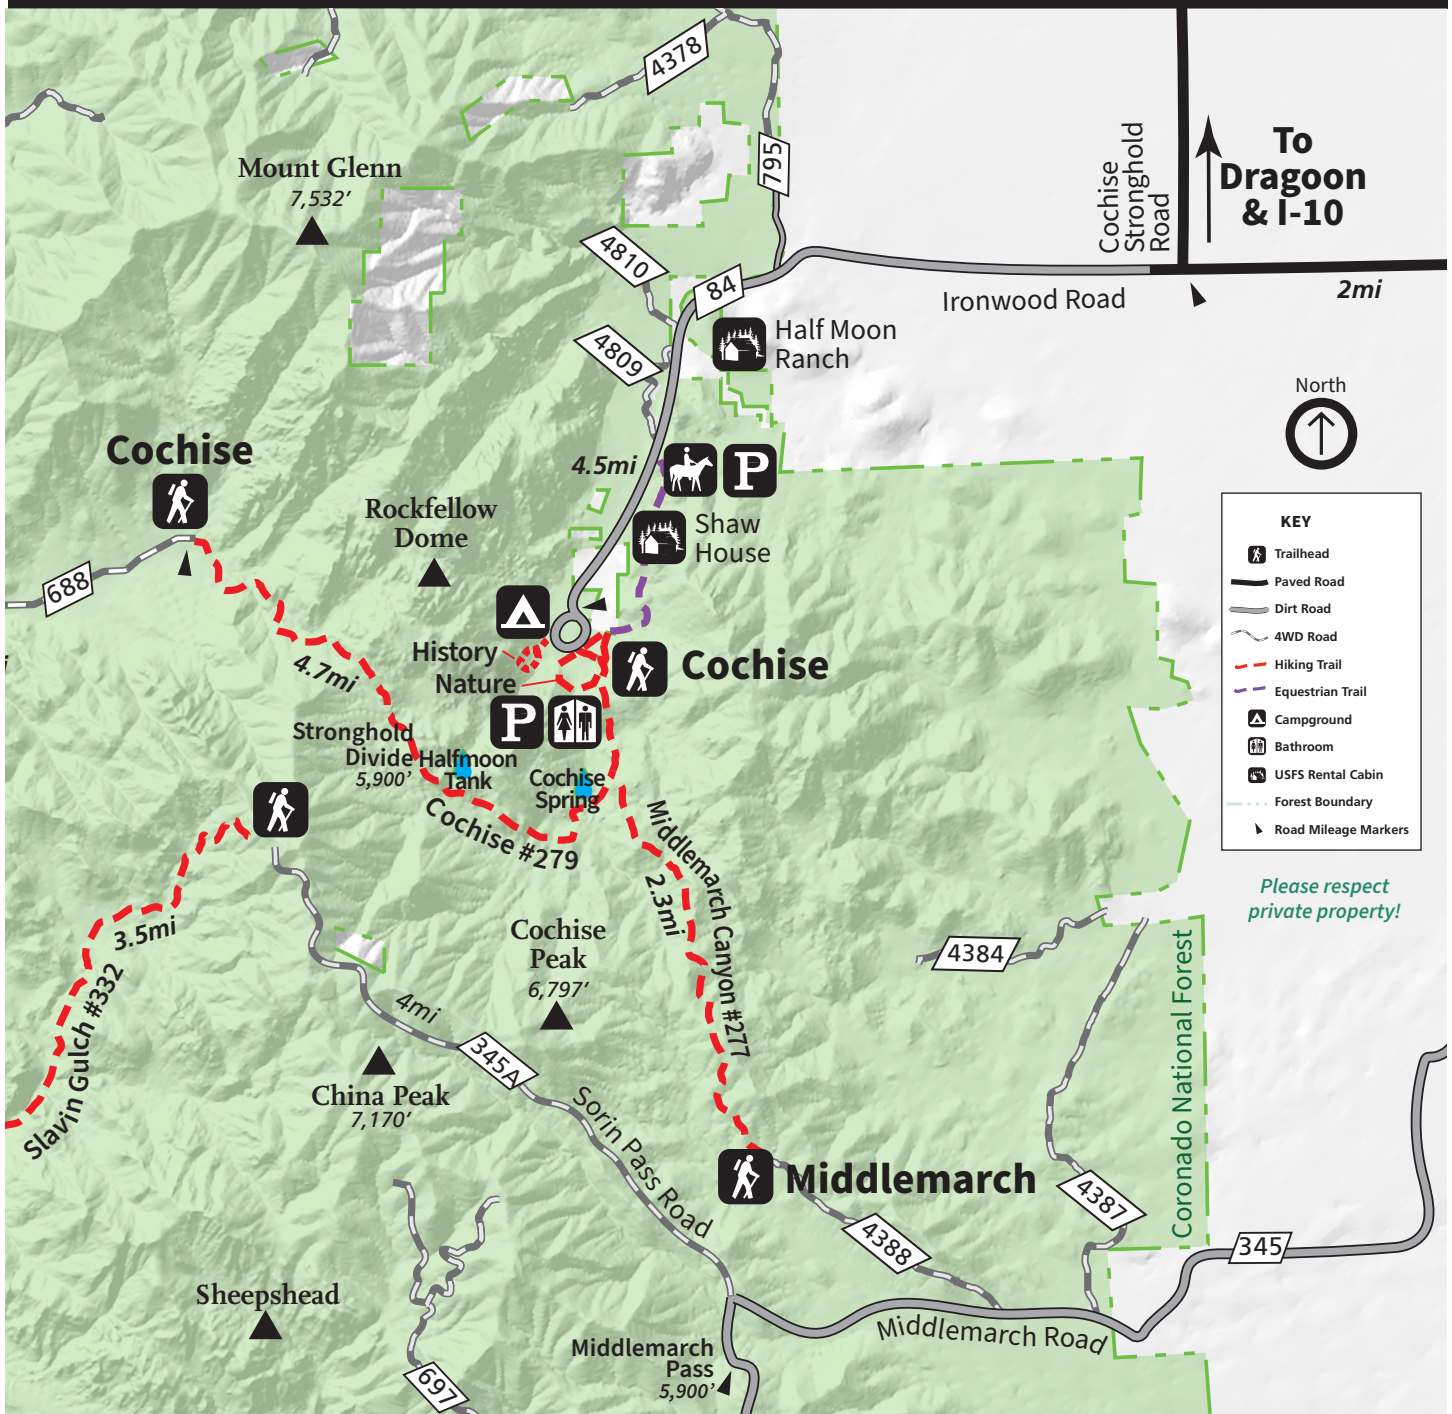 4378
795
Cochise
Stronghold
Road
To
Dragoon
& I-10
Mount Glenn
7,532’
4810
84
Ironwood Road
2mi
4809
Half Moon
Ranch
North
Cochise
4.5mi
Rockfellow
Dome
Shaw
House
688
KEY
Trailhead
Paved Road
Dirt Road
4WD Road
Hiking Trail
Equestrian Trail
Campground
Bathroom
USFS Rental Cabin
Forest Boundary
Road Mileage Markers
Please respect
private property!
P
History
Nature
Cochise
4.7mi
P
Stronghold
Divide
5,900’
Halfmoon
Tank
Cochise
Spring
Cochise #279
Middlemarch Canyon #277
2.3mi
3.5mi
Slavin Gulch #332
Cochise
Peak
6,797’
4384
Coronado National Forest
4mi
345A
China Peak
7,170’
Sorin Pass Road
Middlemarch
4387
4388
345
Sheepshead
Middlemarch Road
Middlemarch
Pass
5,900’
697